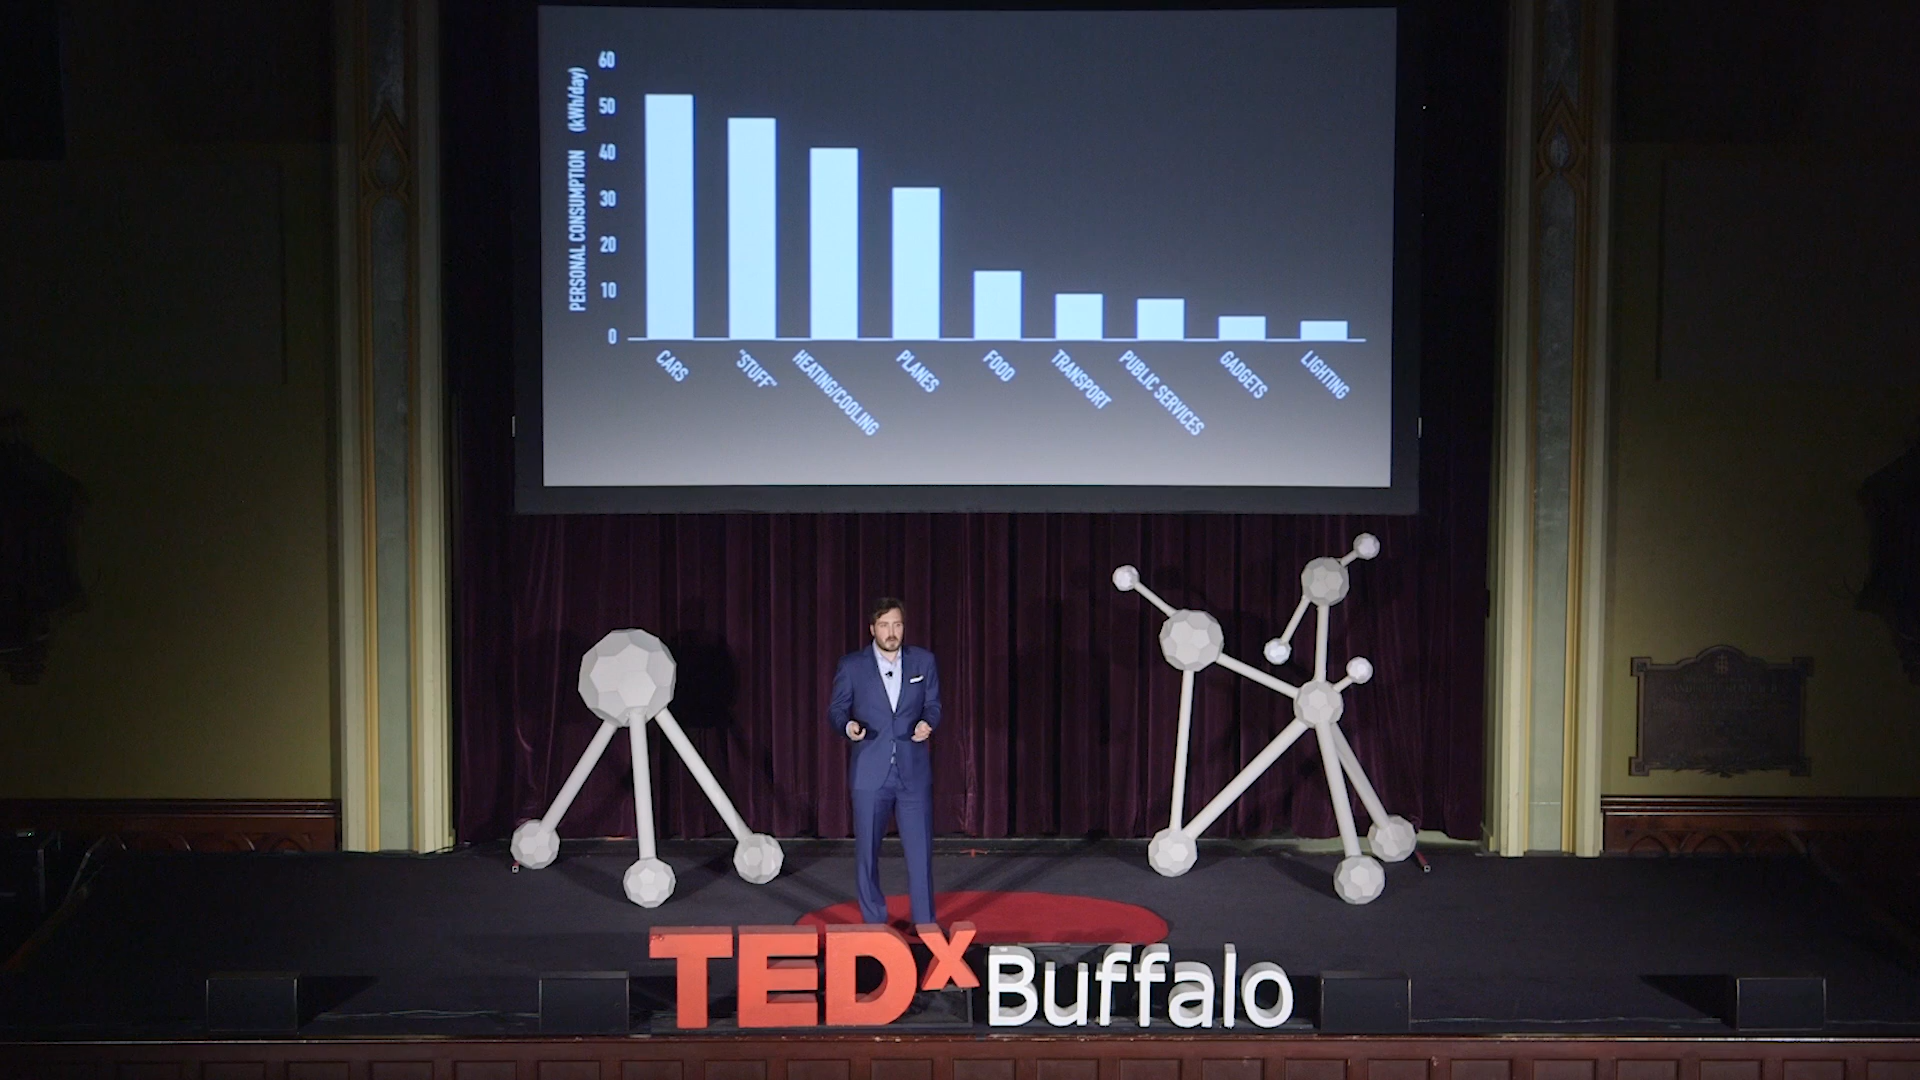 60
50
40
30
20
10
0
PERSONAL CONSUMPTION (kWh/day)
CARS
"STUFF"
HEATING/COOLING
PLANES
FOOD
TRANSPORT
PUBLIC SERVICES
GADGETS
LIGHTING
TEDx Buffalo